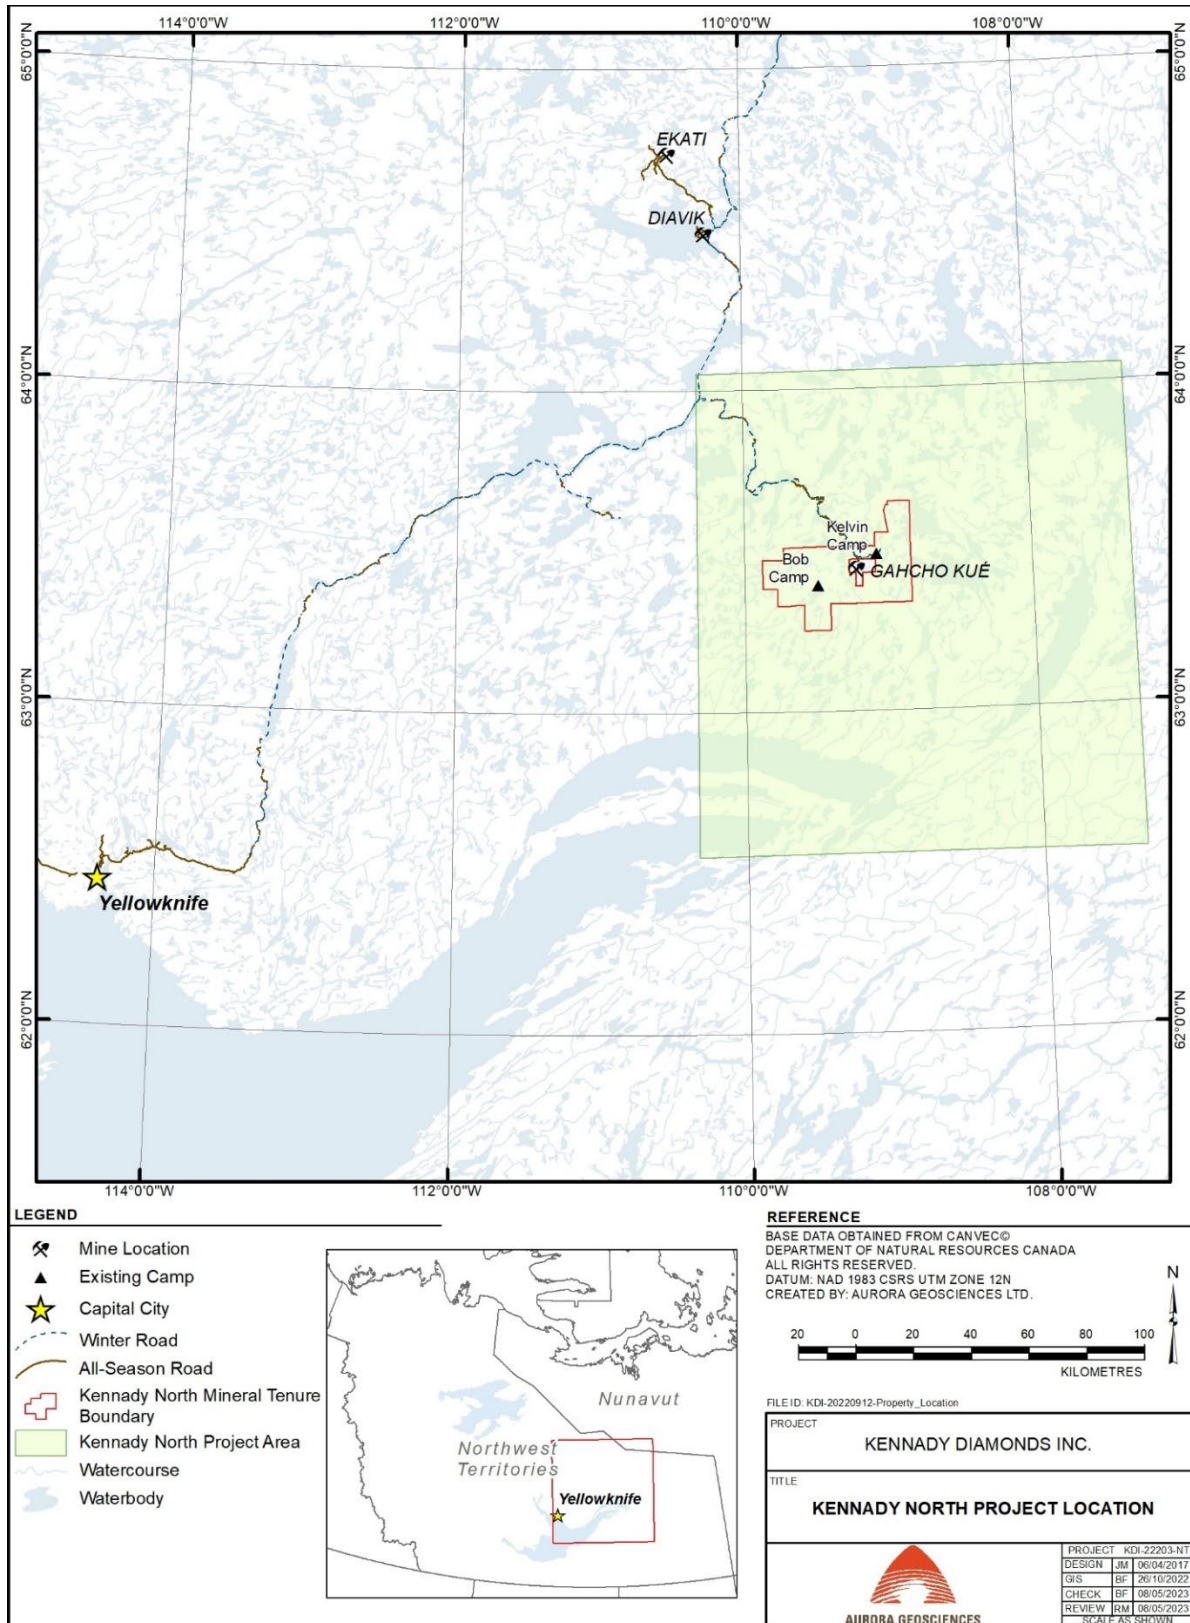 114°0'0"W
112°0'0"W
110°0'0"W
108°0'0"W
65°0'0"N
65°0'0"N
EKATI
DIAVIK
64°0'0"N
64°0'0"N
Kelvin
Camp
Bob
Camp
GAHCHO KUÉ
63°0'0"N
63°0'0"N
Yellowknife
62°0'0"N
62°0'0"N
114°0'0"W
112°0'0"W
110°0'0"W
108°0'0"W
LEGEND
Mine Location
Existing Camp
Capital City
Winter Road
All-Season Road
Kennady North Mineral Tenure
Boundary
Kennady North Project Area
Watercourse
Waterbody
Nunavut
Northwest
Territories
Yellowknife
REFERENCE
BASE DATA OBTAINED FROM CANVEC©
DEPARTMENT OF NATURAL RESOURCES CANADA
ALL RIGHTS RESERVED.
DATUM: NAD 1983 CSRS UTM ZONE 12N
CREATED BY: AURORA GEOSCIENCES LTD.
N
20 0 20 40 60 80 100
KILOMETRES
FILE ID: KDI-20220912-Property_Location
PROJECT
KENNADY DIAMONDS INC.
TITLE
KENNADY NORTH PROJECT LOCATION
AURORA GEOSCIENCES
PROJECT KDI-22203-NT
DESIGN JM 06/04/2017
GIS BF 26/10/2022
CHECK BF 08/05/2023
REVIEW RM 08/05/2023
SCALE AS SHOWN